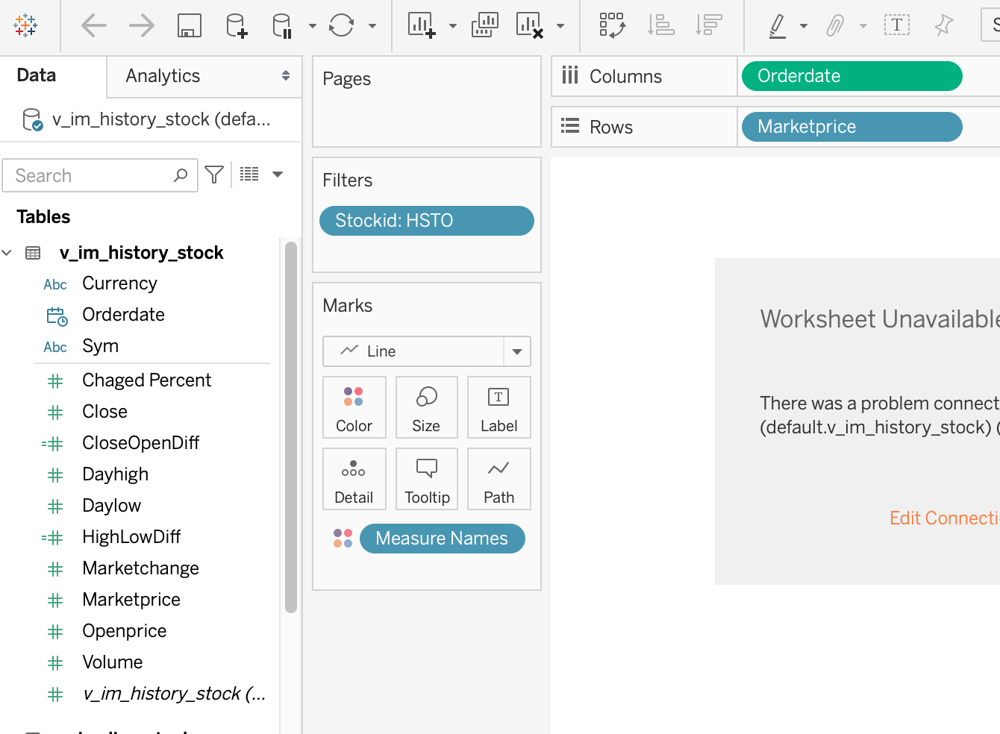 Data
Analytics
v_im_history_stock (defa...
Search
Tables
v_im_history_stock
Abc Currency
Orderdate
Abc Sym
Chaged Percent
Close
CloseOpenDiff
Dayhigh
Daylow
HighLowDiff
Marketchange
Marketprice
Openprice
Volume
v_im_history_stock (...
Pages
Filters
Stockid: HSTO
Marks
Line
Color
Size
T
Label
Detail
Tooltip
Path
Measure Names
T
S
Columns
Orderdate
Rows
Marketprice
Worksheet Unavailable
There was a problem connect
(default.v_im_history_stock) (
Edit Connecti